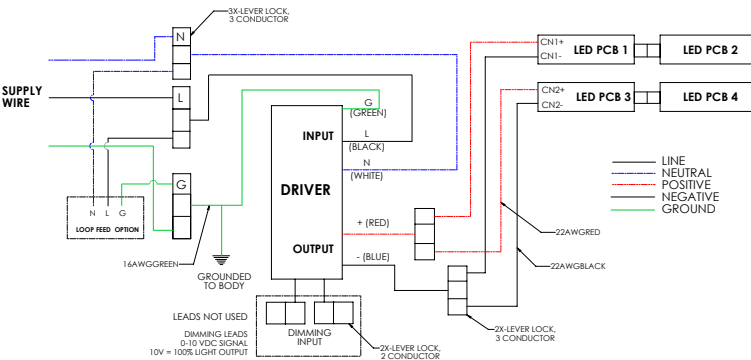 3X-LEVER LOCK,
3 CONDUCTOR
N
SUPPLY
WIRE
L
G
N L G
LOOP FEED OPTION
16AWGGREEN
GROUNDED
TO BODY
G
(GREEN)
INPUT
L
(BLACK)
N
(WHITE)
DRIVER
+ (RED)
OUTPUT
- (BLUE)
LEADS NOT USED
DIMMING LEADS
0-10 VDC SIGNAL
10V = 100% LIGHT OUTPUT
DIMMING
INPUT
2X-LEVER LOCK,
2 CONDUCTOR
2X-LEVER LOCK,
3 CONDUCTOR
CN1+
CN1-
LED PCB 1
LED PCB 2
CN2+
CN2-
LED PCB 3
LED PCB 4
LINE
NEUTRAL
POSITIVE
NEGATIVE
GROUND
22AWGRED
22AWGBLACK